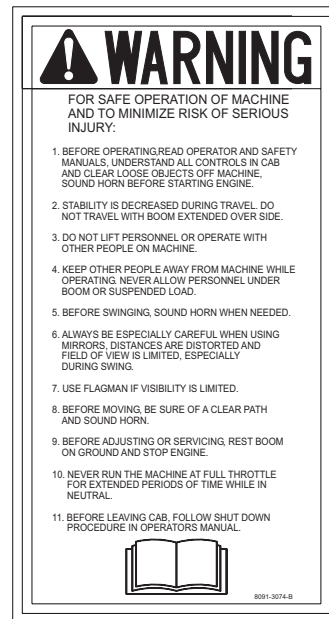 WARNING
FOR SAFE OPERATION OF MACHINE
AND TO MINIMIZE RISK OF SERIOUS
INJURY:
1. BEFORE OPERATING,READ OPERATOR AND SAFETY
MANUALS, UNDERSTAND ALL CONTROLS IN CAB
AND CLEAR LOOSE OBJECTS OFF MACHINE,
SOUND HORN BEFORE STARTING ENGINE.
2. STABILITY IS DECREASED DURING TRAVEL. DO
NOT TRAVEL WITH BOOM EXTENDED OVER SIDE.
3. DO NOT LIFT PERSONNEL OR OPERATE WITH
OTHER PEOPLE ON MACHINE.
4. KEEP OTHER PEOPLE AWAY FROM MACHINE WHILE
OPERATING. NEVER ALLOW PERSONNEL UNDER
BOOM OR SUSPENDED LOAD.
5. BEFORE SWINGING, SOUND HORN WHEN NEEDED.
6. ALWAYS BE ESPECIALLY CAREFUL WHEN USING
MIRRORS, DISTANCES ARE DISTORTED AND
FIELD OF VIEW IS LIMITED, ESPECIALLY
DURING SWING.
7. USE FLAGMAN IF VISIBILITY IS LIMITED.
8. BEFORE MOVING, BE SURE OF A CLEAR PATH
AND SOUND HORN.
9. BEFORE ADJUSTING OR SERVICING, REST BOOM
ON GROUND AND STOP ENGINE.
10. NEVER RUN THE MACHINE AT FULL THROTTLE
FOR EXTENDED PERIODS OF TIME WHILE IN
NEUTRAL.
11. BEFORE LEAVING CAB, FOLLOW SHUT DOWN
PROCEDURE IN OPERATORS MANUAL.
8091-3074-B